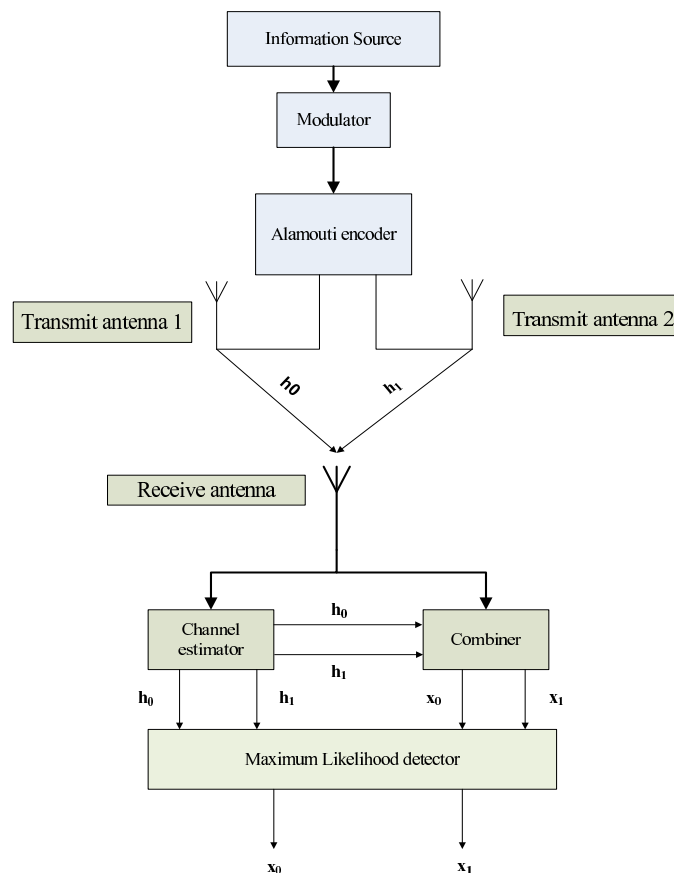 Information Source
Modulator
Alamouti encoder
Transmit antenna 1
Transmit antenna 2
h0
h1
Receive antenna
Channel
estimator
h0
h1
Combiner
h0
h1
x0
x1
Maximum Likelihood detector
x0
x1